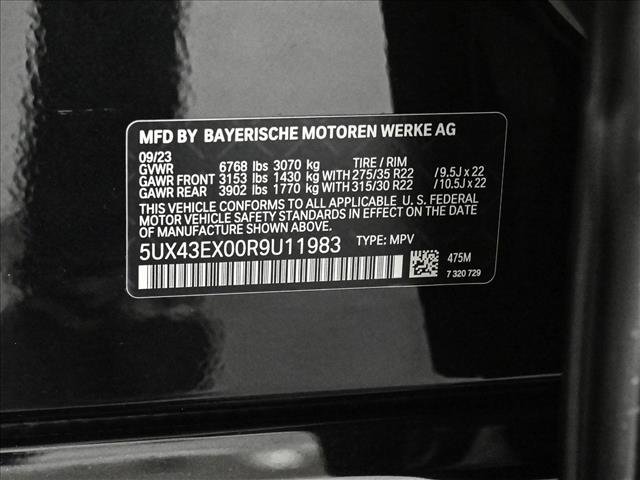 MFD BY BAYERISCHE MOTOREN WERKE AG
09/23
GVWR 6768 lbs 3070 kg TIRE / RIM
GAWR FRONT 3153 lbs 1430 kg WITH 275/35 R22 / 9.5J x 22
GAWR REAR 3902 lbs 1770 kg WITH 315/30 R22 / 10.5J x 22
THIS VEHICLE CONFORMS TO ALL APPLICABLE U. S. FEDERAL
MOTOR VEHICLE SAFETY STANDARDS IN EFFECT ON THE DATE
OF MANUFACTURE SHOWN ABOVE.
5UX43EX00R9U11983 TYPE: MPV
475M
7 320 729